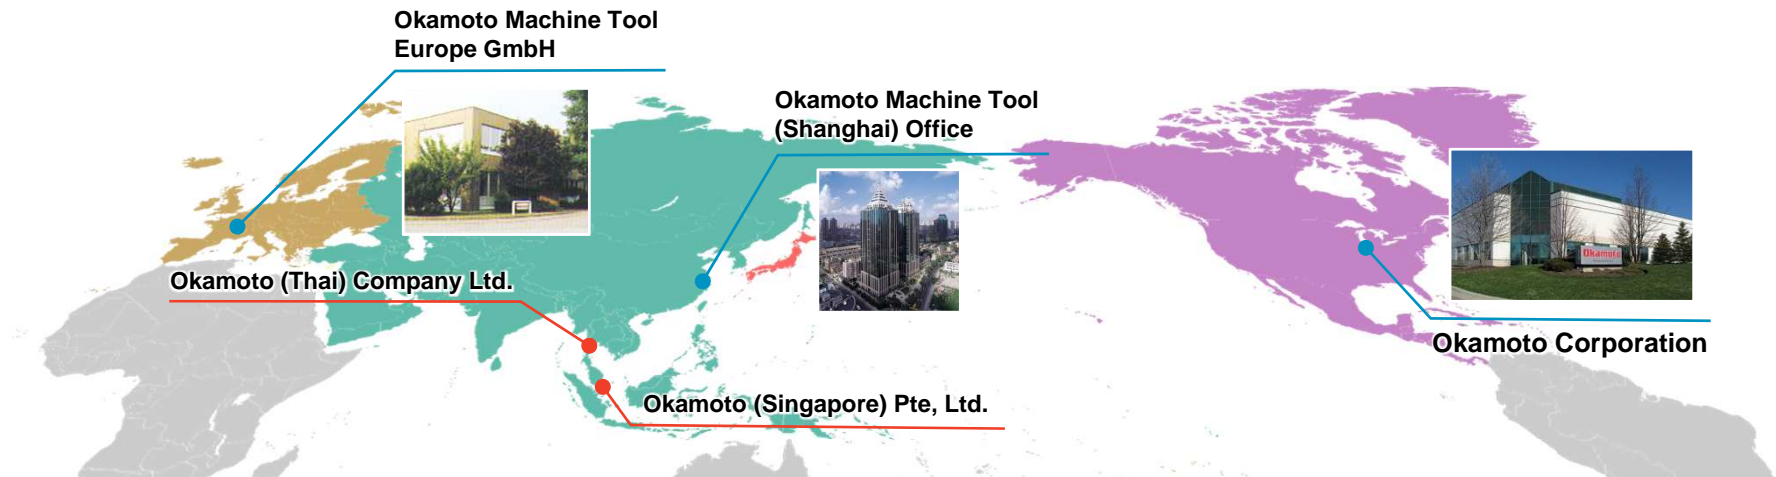 Okamoto Machine Tool
Europe GmbH
Okamoto Machine Tool
(Shanghai) Office
Okamoto
Okamoto (Thai) Company Ltd.
Okamoto Corporation
Okamoto (Singapore) Pte, Ltd.